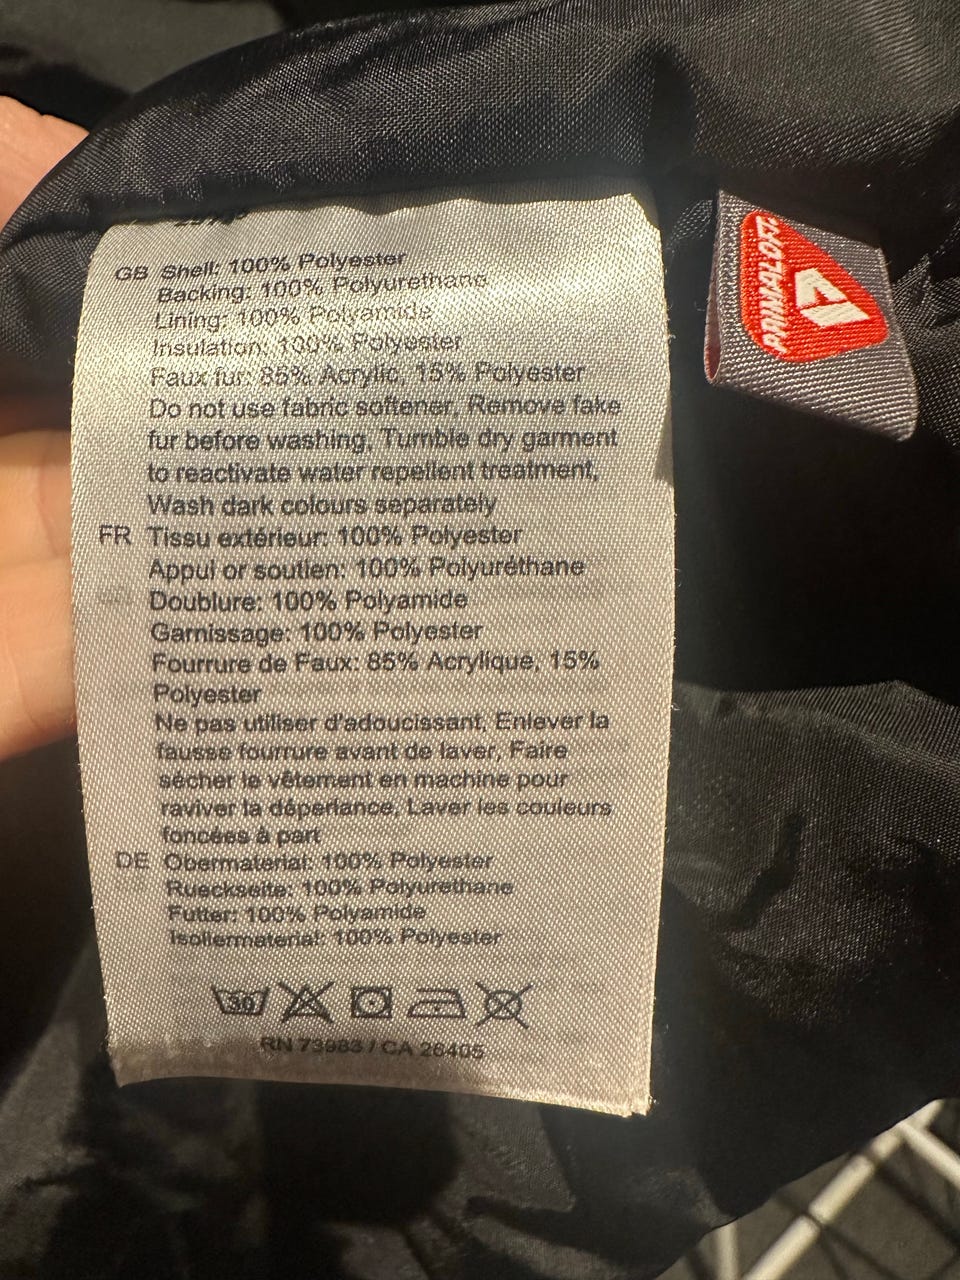 GB Shell: 100% Polyester
Backing: 100% Polyurethane
Lining: 100% Polyamide
Insulation: 100% Polyester
Faux fur: 85% Acrylic, 15% Polyester
Do not use fabric softener, Remove fake
fur before washing, Tumble dry garment
to reactivate water repellent treatment,
Wash dark colours separately
FR Tissu extérieur: 100% Polyester
Appui or soutien: 100% Polyuréthane
Doublure: 100% Polyamide
Garnissage: 100% Polyester
Fourrure de Faux: 85% Acrylique, 15%
Polyester
Ne pas utiliser d'adoucissant, Enlever la
fausse fourrure avant de laver, Faire
sécher le vêtement en machine pour
raviver la déperlance, Laver les couleurs
foncées à part
DE Obermaterial: 100% Polyester
Rueckseite: 100% Polyurethane
Futter: 100% Polyamide
Isoliermaterial: 100% Polyester
30
RN 73983 / CA 26405
PRIMALOFT